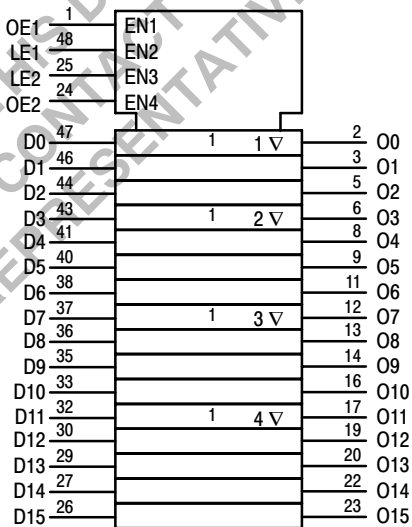 THIS D
CONTACT
REPRESENTATIVE
OE1 1 EN1
LE1 48 EN2
LE2 25 EN3
OE2 24 EN4
D0 47 1 1 ∇ 2 O0
D1 46 3 O1
D2 44 5 O2
D3 43 1 2 ∇ 6 O3
D4 41 8 O4
D5 40 9 O5
D6 38 11 O6
D7 37 1 3 ∇ 12 O7
D8 36 13 O8
D9 35 14 O9
D10 33 16 O10
D11 32 1 4 ∇ 17 O11
D12 30 19 O12
D13 29 20 O13
D14 27 22 O14
D15 26 23 O15